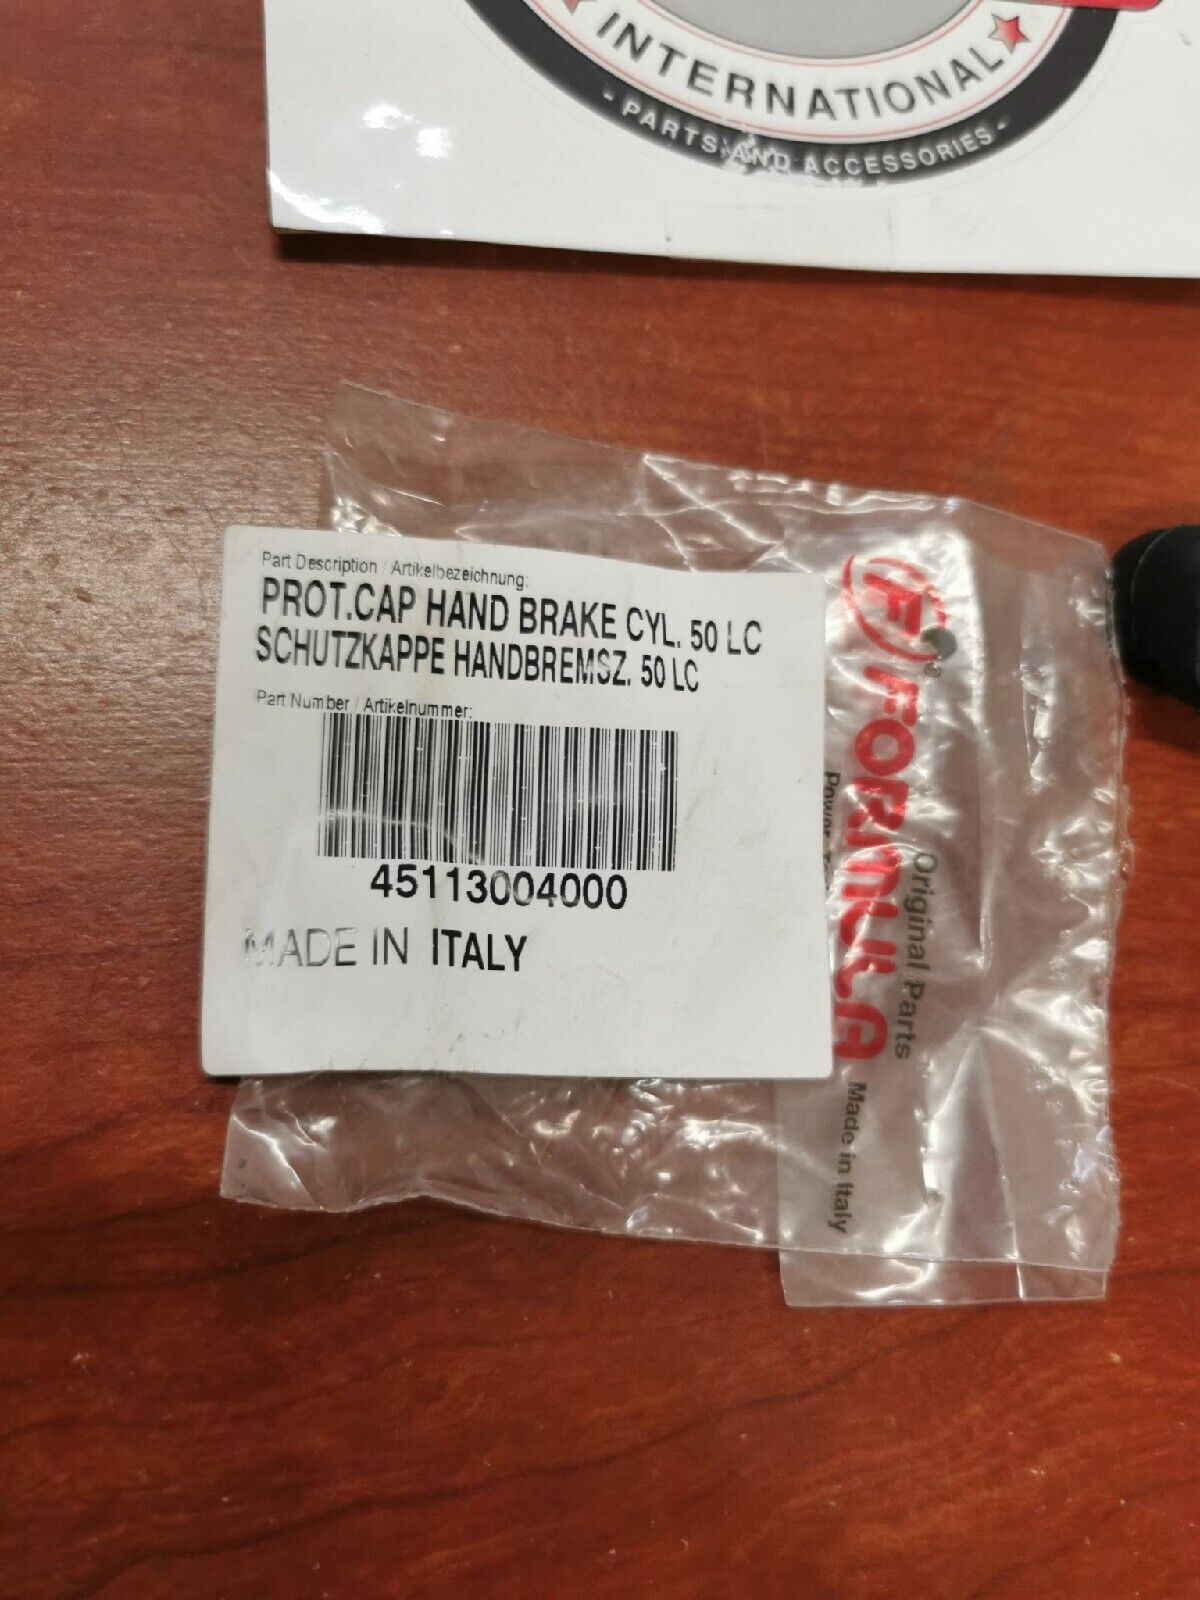 INTERNATIONAL
- PARTS AND ACCESSORIES -
Part Description / Artikelbezeichnung:
PROT.CAP HAND BRAKE CYL. 50 LC
SCHUTZKAPPE HANDBREMSZ. 50 LC
Part Number / Artikelnummer:
45113004000
MADE IN ITALY
FORMULA
Original Parts
Power
Made in Italy